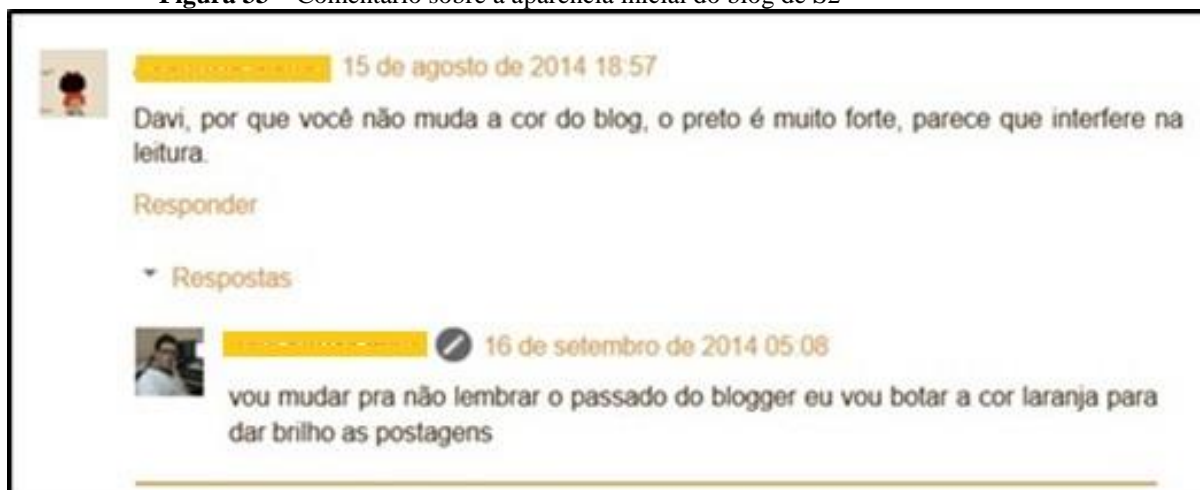 Comentário sobre a aparência inicial do blog de S2
15 de agosto de 2014 18:57
Davi, por que você não muda a cor do blog, o preto é muito forte, parece que interfere na
leitura.
Responder
Respostas
16 de setembro de 2014 05:08
vou mudar pra não lembrar o passado do blogger eu vou botar a cor laranja para
dar brilho as postagens